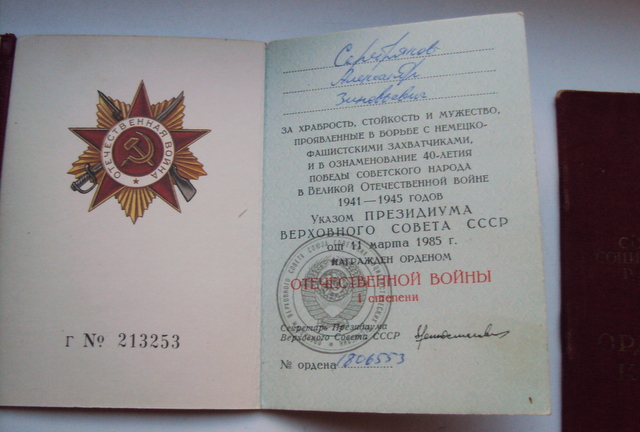 ОТЕЧЕСТВЕННАЯ ВОЙНА
г № 213253
Серебряков
Александр
Зиновьевич
ЗА ХРАБРОСТЬ, СТОЙКОСТЬ И МУЖЕСТВО,
ПРОЯВЛЕННЫЕ В БОРЬБЕ С НЕМЕЦКО-
ФАШИСТСКИМИ ЗАХВАТЧИКАМИ,
И В ОЗНАМЕНОВАНИЕ 40-ЛЕТИЯ
ПОБЕДЫ СОВЕТСКОГО НАРОДА
В ВЕЛИКОЙ ОТЕЧЕСТВЕННОЙ ВОЙНЕ
1941—1945 ГОДОВ
УКАЗОМ ПРЕЗИДИУМА
ВЕРХОВНОГО СОВЕТА СССР
от 11 марта 1985 г.
НАГРАЖДЕН ОРДЕНОМ
ОТЕЧЕСТВЕННОЙ ВОЙНЫ
I степени
Секретарь Президиума
Верховного Совета СССР
№ ордена 1806553